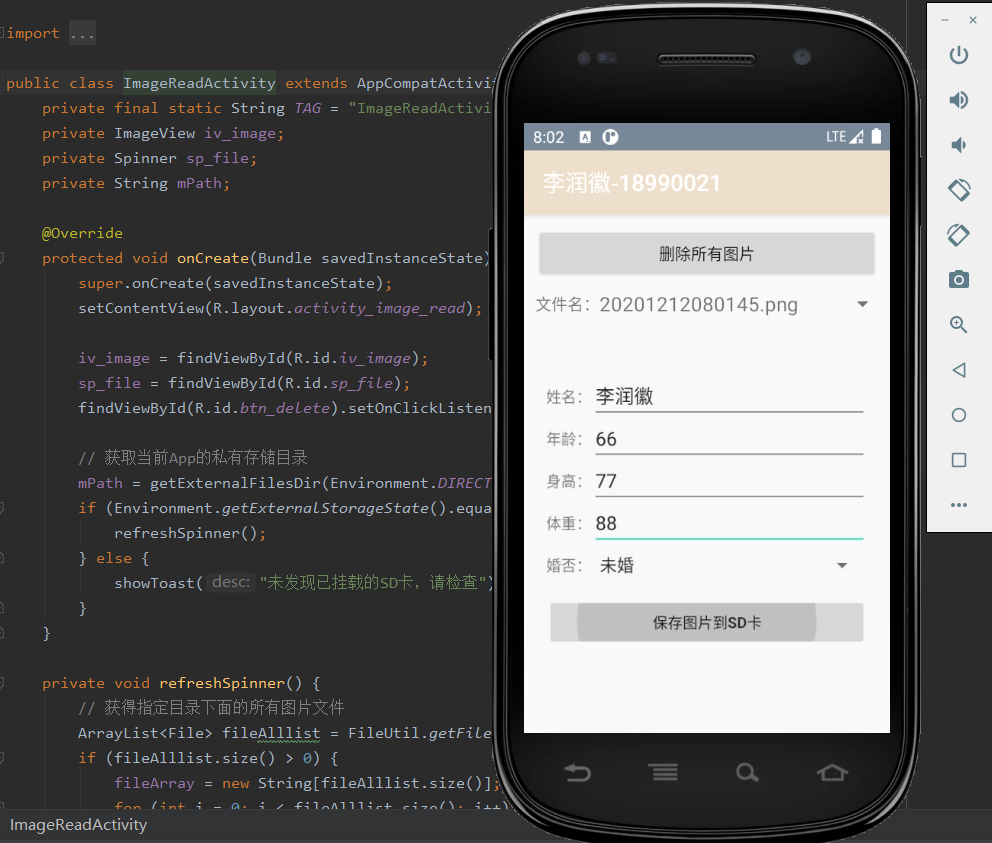 import ...
public class ImageReadActivity extends AppCompatActivit
private final static String TAG = "ImageReadActivi
private ImageView iv_image;
private Spinner sp_file;
private String mPath;
@Override
protected void onCreate(Bundle savedInstanceState)
super.onCreate(savedInstanceState);
setContentView(R.layout.activity_image_read);
iv_image = findViewById(R.id.iv_image);
sp_file = findViewById(R.id.sp_file);
findViewById(R.id.btn_delete).setOnClickListen
// 获取当前App的私有存储目录
mPath = getExternalFilesDir(Environment.DIRECT
if (Environment.getExternalStorageState().equa
refreshSpinner();
} else {
showToast( desc: "未发现已挂载的SD卡，请检查")
}
}
private void refreshSpinner() {
// 获得指定目录下面的所有图片文件
ArrayList<File> fileAlllist = FileUtil.getFile
if (fileAlllist.size() > 0) {
fileArray = new String[fileAlllist.size()];
for (int i = 0; i < fileAlllist.size(); i++)
ImageReadActivity
8:02 A LTE
李润徽-18990021
删除所有图片
文件名：20201212080145.png
姓名：李润徽
年龄：66
身高：77
体重：88
婚否：未婚
保存图片到SD卡